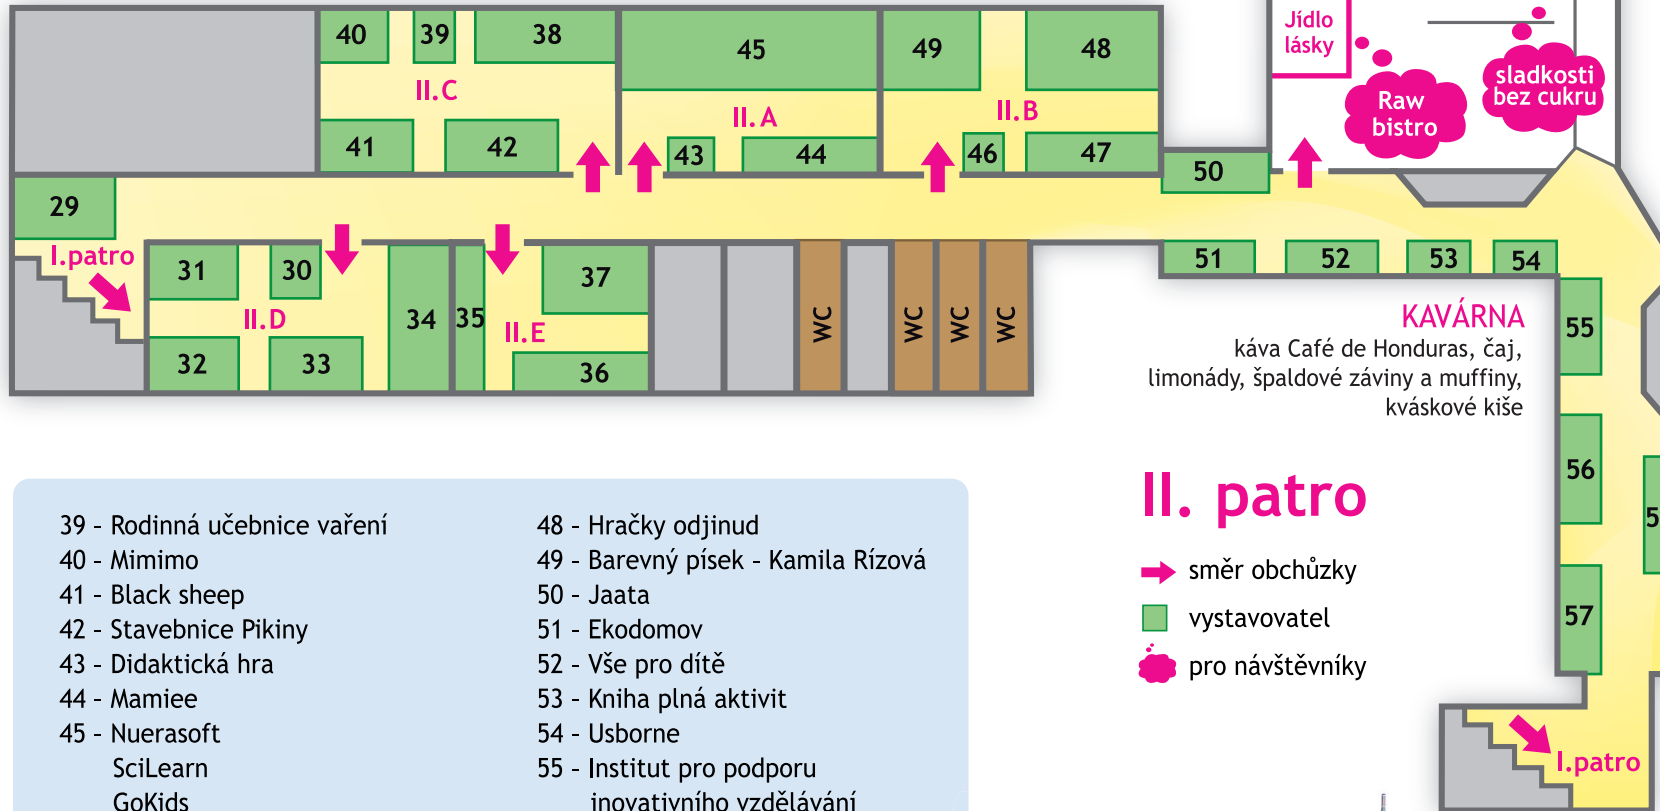 40
39
38
45
49
48
II.C
II.A
II.B
41
42
43
44
46
47
50
Jídlo
lásky
Raw
bistro
sladkosti
bez cukru
29
I.patro
31
30
II.D
32
33
34
35
II.E
37
36
WC
WC
WC
WC
51
52
53
54
55
56
57
KAVÁRNA
káva Café de Honduras, čaj,
limonády, špaldové záviny a muffiny,
kváskové kiše
II. patro
směr obchůzky
vystavovatel
pro návštěvníky
I.patro
39 - Rodinná učebnice vaření
40 - Mimimo
41 - Black sheep
42 - Stavebnice Pikiny
43 - Didaktická hra
44 - Mamiee
45 - Nuerasoft
SciLearn
GoKids
48 - Hračky odjinud
49 - Barevný písek - Kamila Rízová
50 - Jaata
51 - Ekodomov
52 - Vše pro dítě
53 - Kniha plná aktivit
54 - Usborne
55 - Institut pro podporu
inovativního vzdělávání